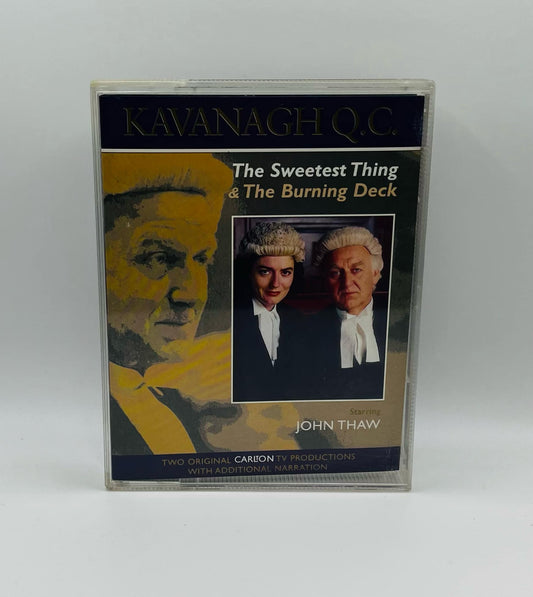 KAVANAGH Q.C.
The Sweetest Thing
& The Burning Deck
Starring
JOHN THAW
TWO ORIGINAL CARLTON TV PRODUCTIONS
WITH ADDITIONAL NARRATION